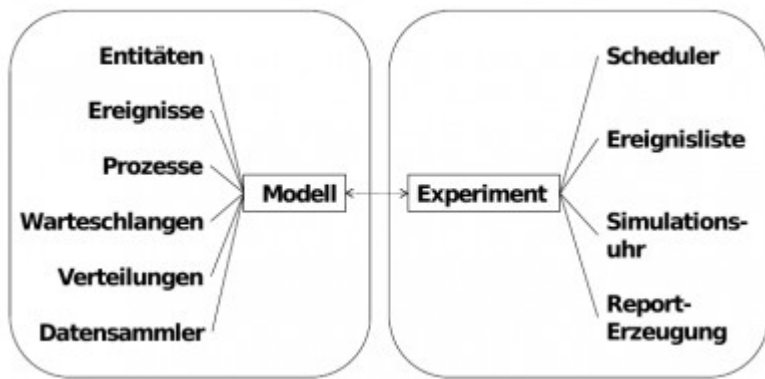 Entitäten
Ereignisse
Prozesse
Warteschlangen
Verteilungen
Datensammler
Modell
Experiment
Scheduler
Ereignisliste
Simulations-
uhr
Report-
Erzeugung